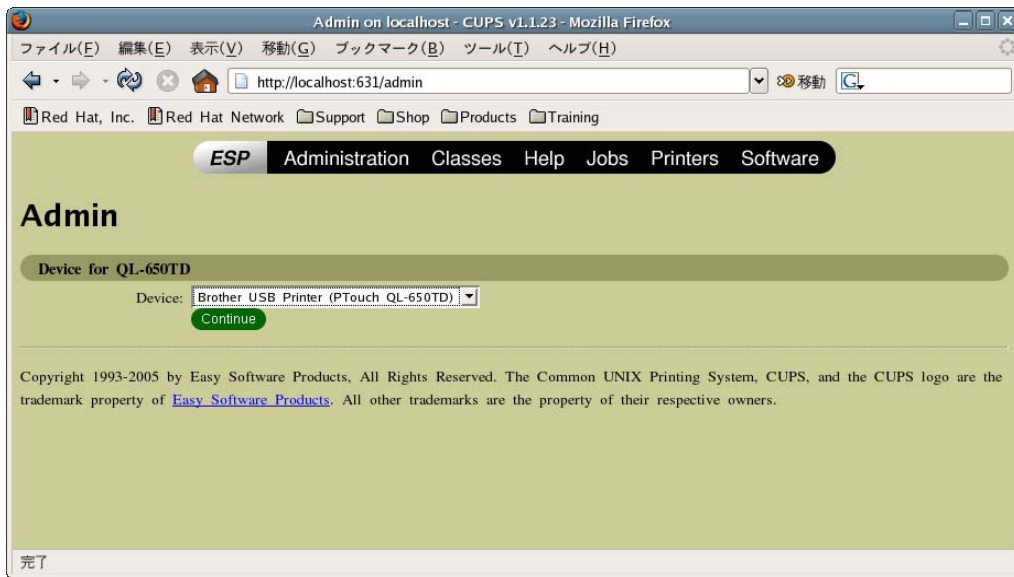 Admin on localhost - CUPS v1.1.23 - Mozilla Firefox
ファイル(F) 編集(E) 表示(V) 移動(G) ブックマーク(B) ツール(T) ヘルプ(H)
http://localhost:631/admin 移動 G
Red Hat, Inc. Red Hat Network Support Shop Products Training
ESP Administration Classes Help Jobs Printers Software
Admin
Device for QL-650TD
Device: Brother USB Printer (PTouch QL-650TD)
Continue
Copyright 1993-2005 by Easy Software Products, All Rights Reserved. The Common UNIX Printing System, CUPS, and the CUPS logo are the
trademark property of Easy Software Products. All other trademarks are the property of their respective owners.
完了